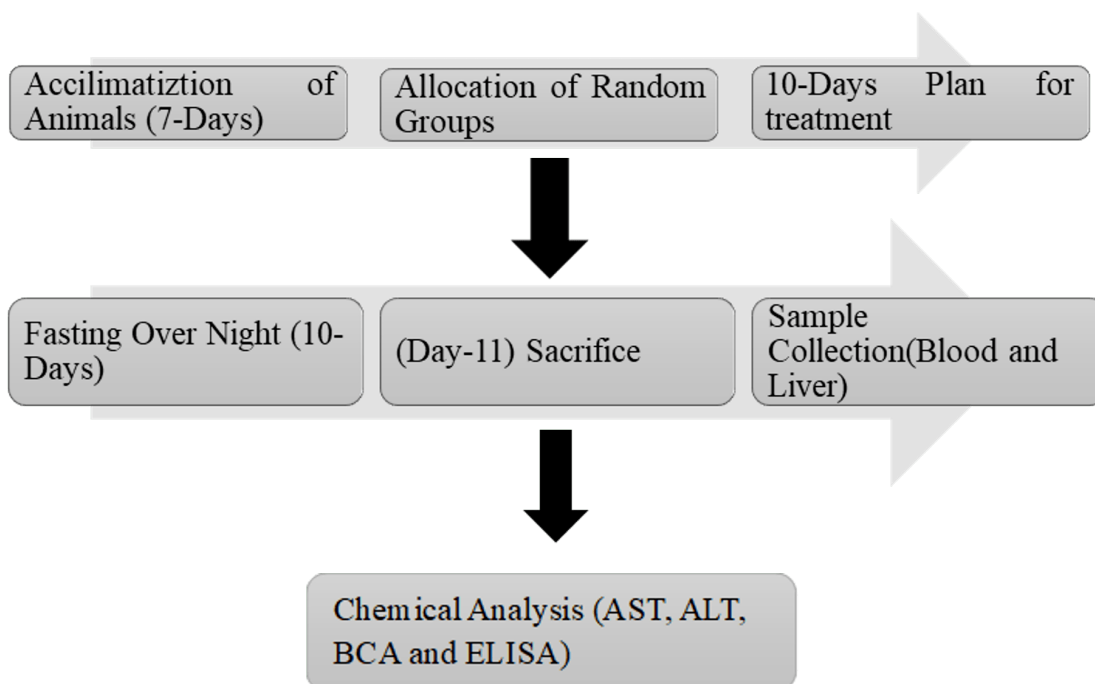 Accilimatiztion of
Animals (7-Days)
Allocation of Random
Groups
10-Days Plan for
treatment
Fasting Over Night (10-
Days)
(Day-11) Sacrifice
Sample
Collection(Blood and
Liver)
Chemical Analysis (AST, ALT,
BCA and ELISA)